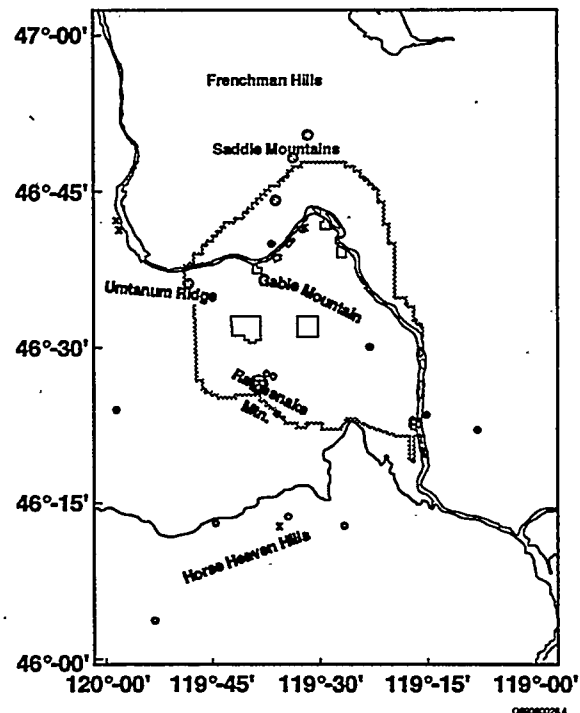 47°-00'
Frenchman Hills
Saddle Mountains
46°-45'
Umtanum Ridge
Gable Mountain
46°-30'
Rattlesnake
Mtn.
46°-15'
Horse Heaven Hills
46°-00'
120°-00' 119°-45' 119°-30' 119°-15' 119°-00'